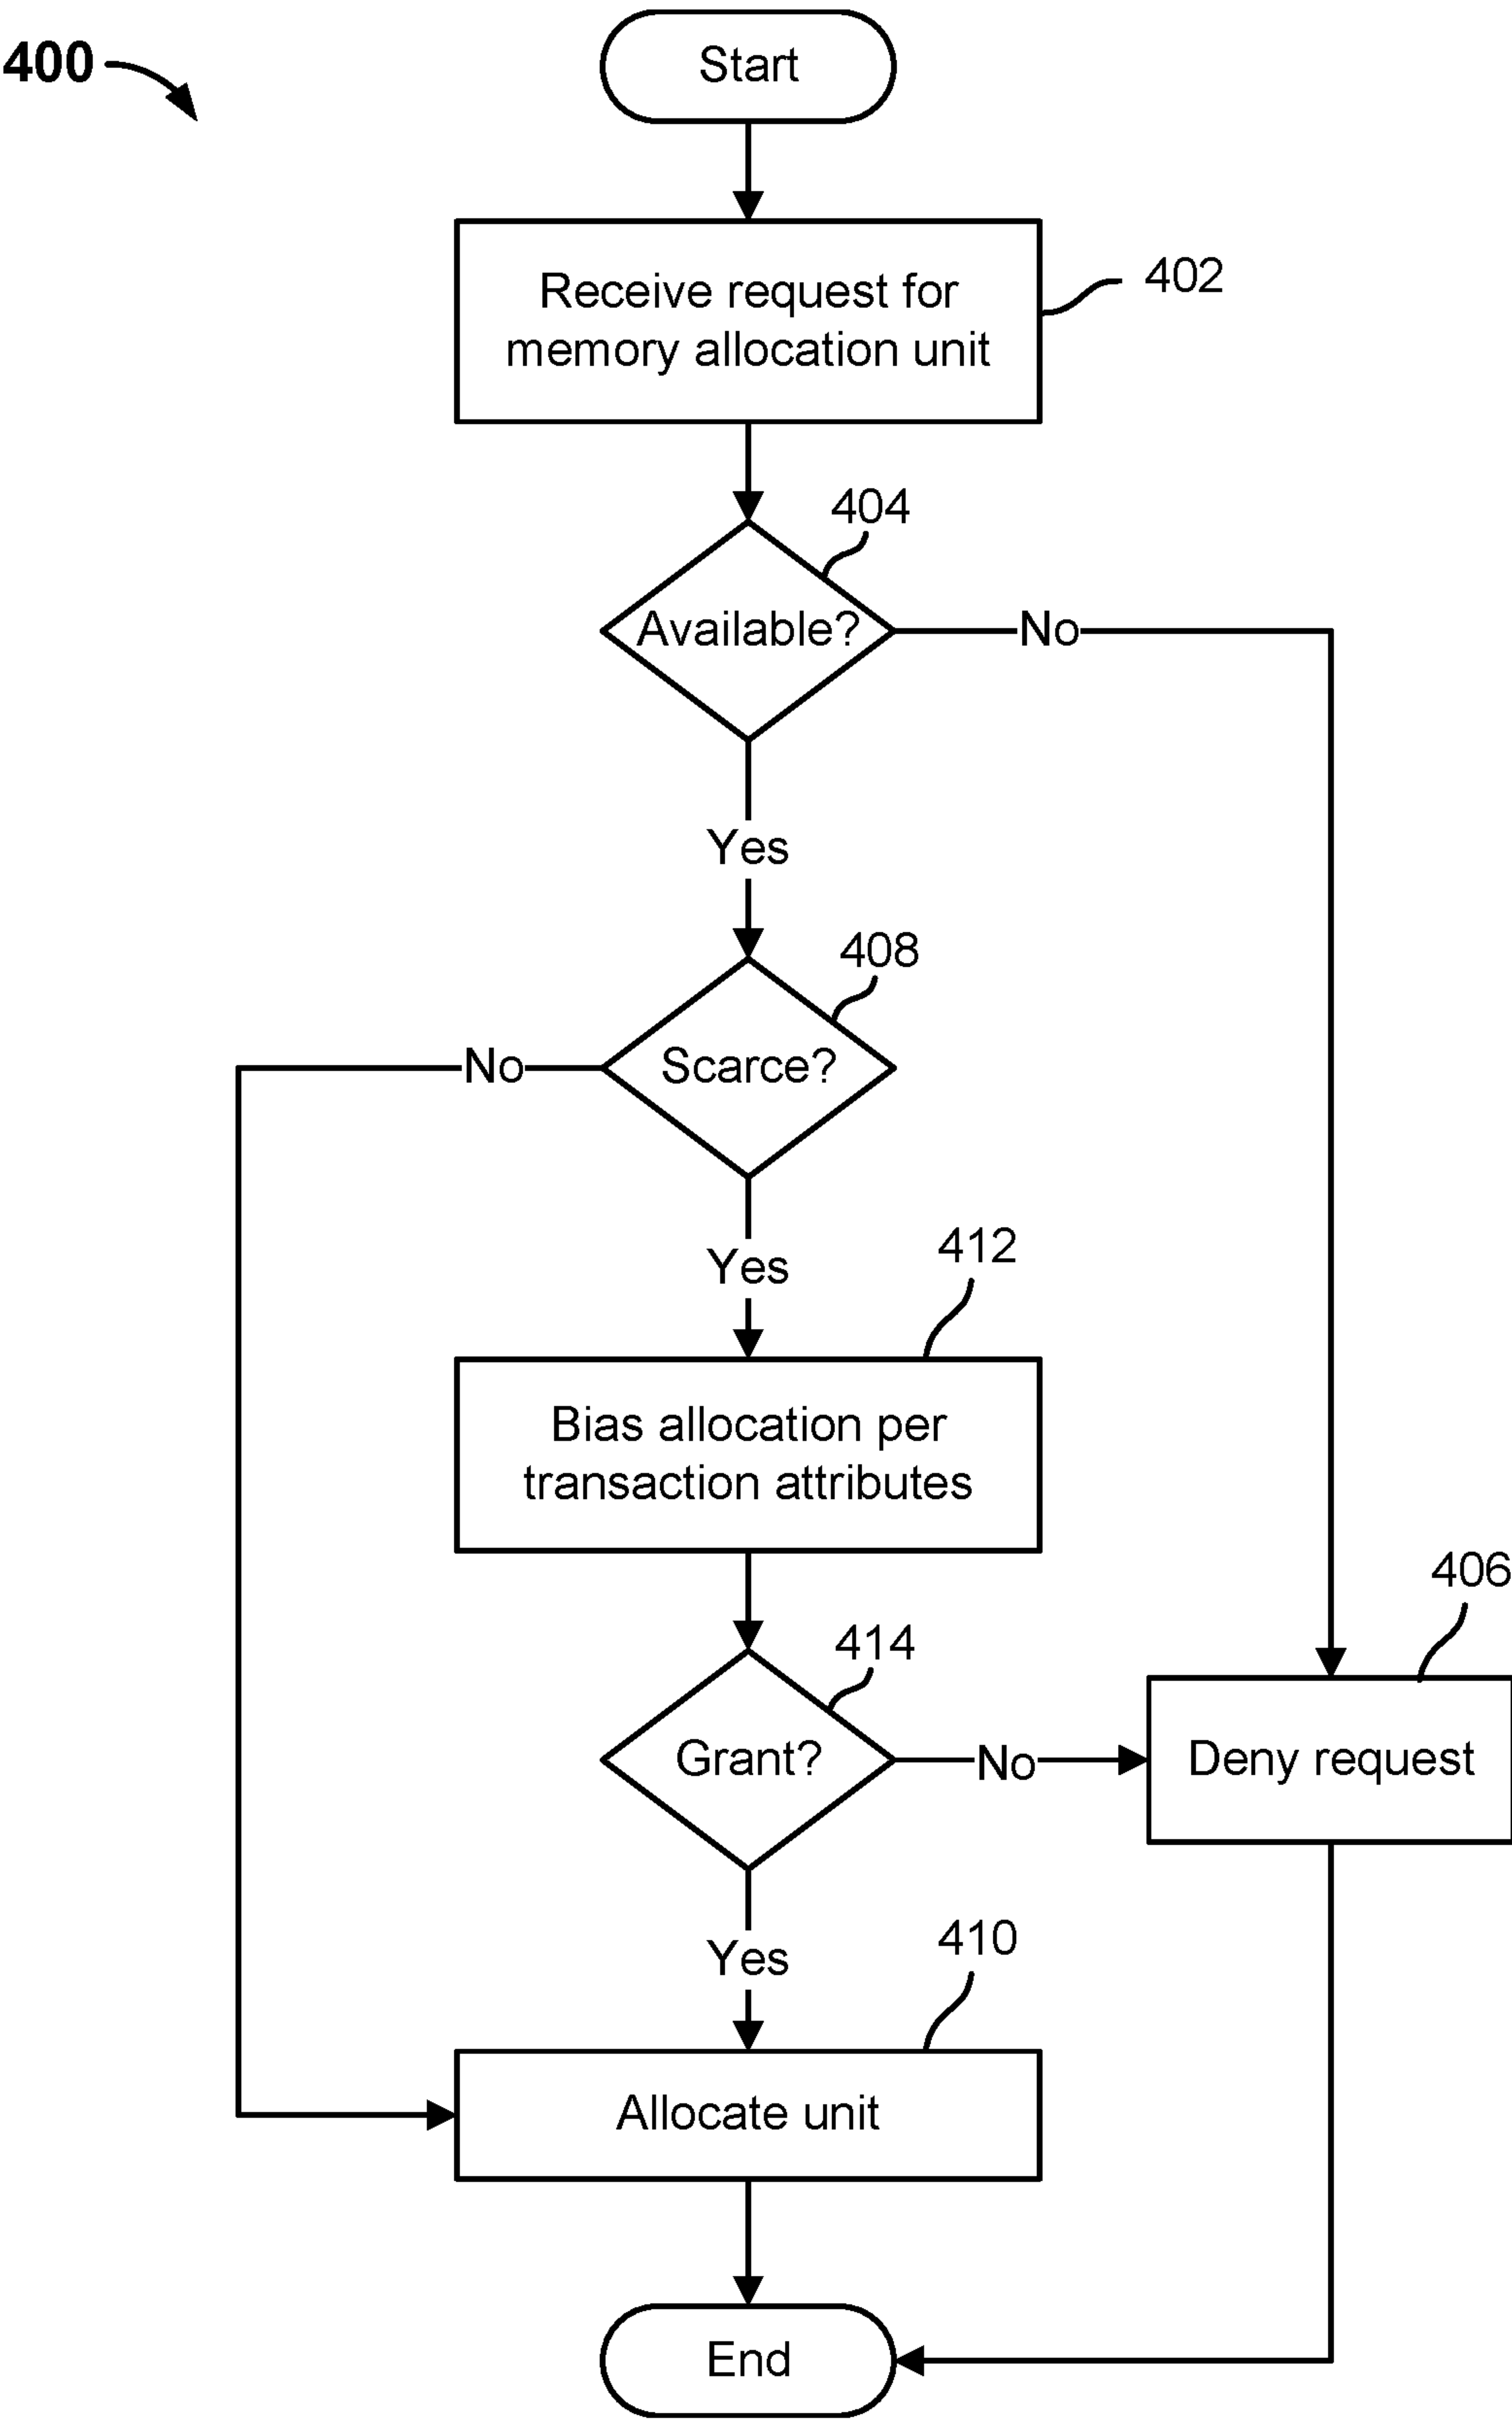 400
Start
Receive request for
memory allocation unit
402
404
Available?
No
Yes
408
Scarce?
No
Yes
412
Bias allocation per
transaction attributes
406
414
Grant?
No
Deny request
Yes
410
Allocate unit
End